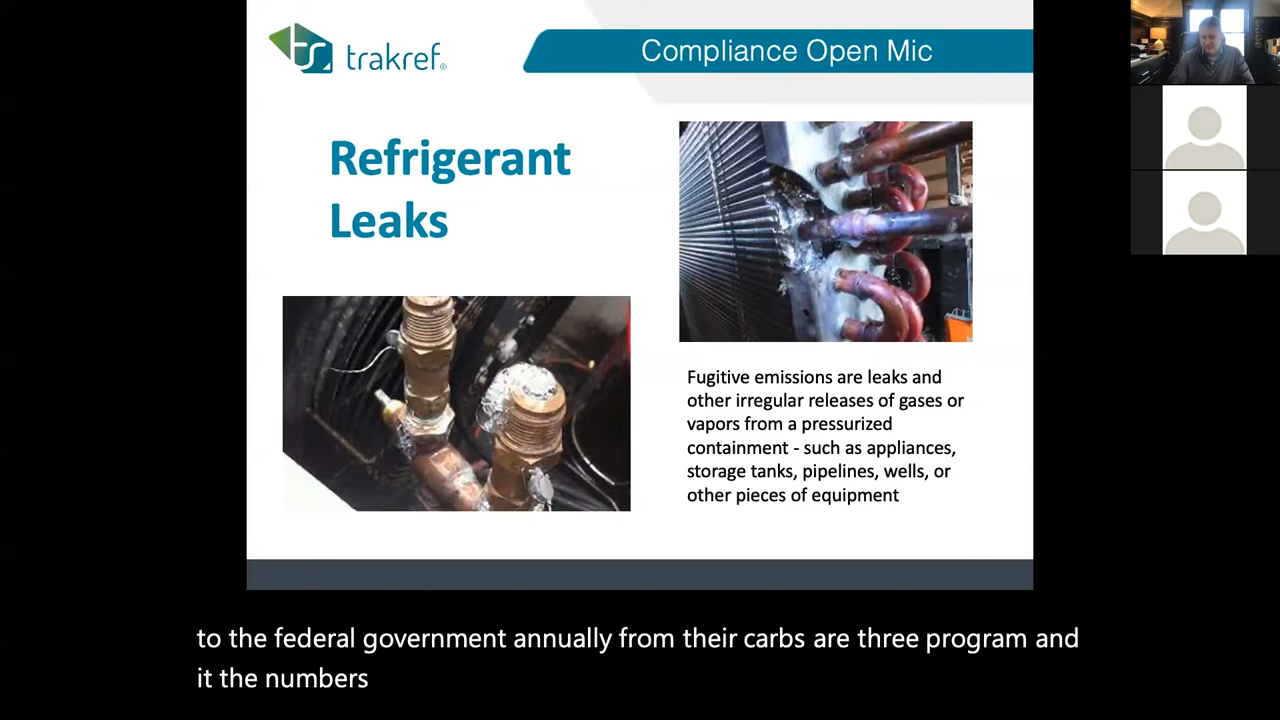 trakref®
Compliance Open Mic
Refrigerant
Leaks
Fugitive emissions are leaks and
other irregular releases of gases or
vapors from a pressurized
containment - such as appliances,
storage tanks, pipelines, wells, or
other pieces of equipment
to the federal government annually from their carbs are three program and
it the numbers